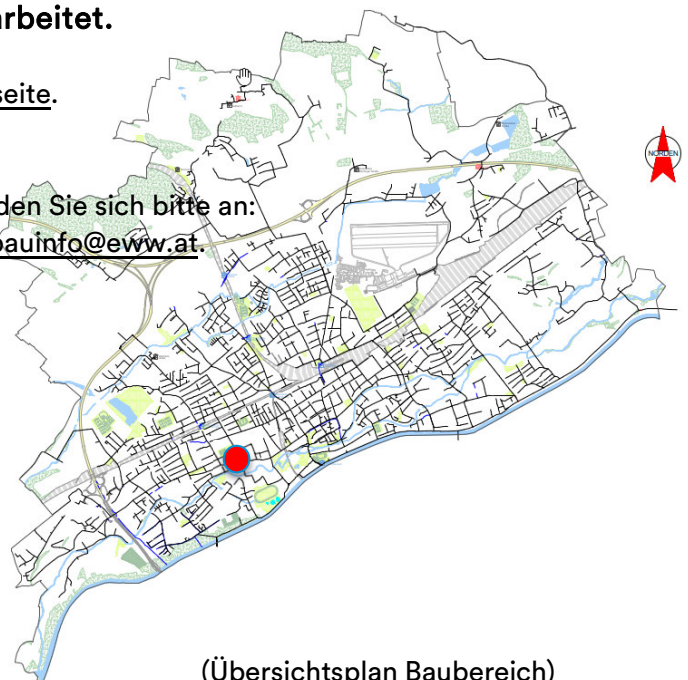 arbeitet.
seite.
NORDEN
den Sie sich bitte an:
bauinfo@eww.at.
(Übersichtsplan Baubereich)